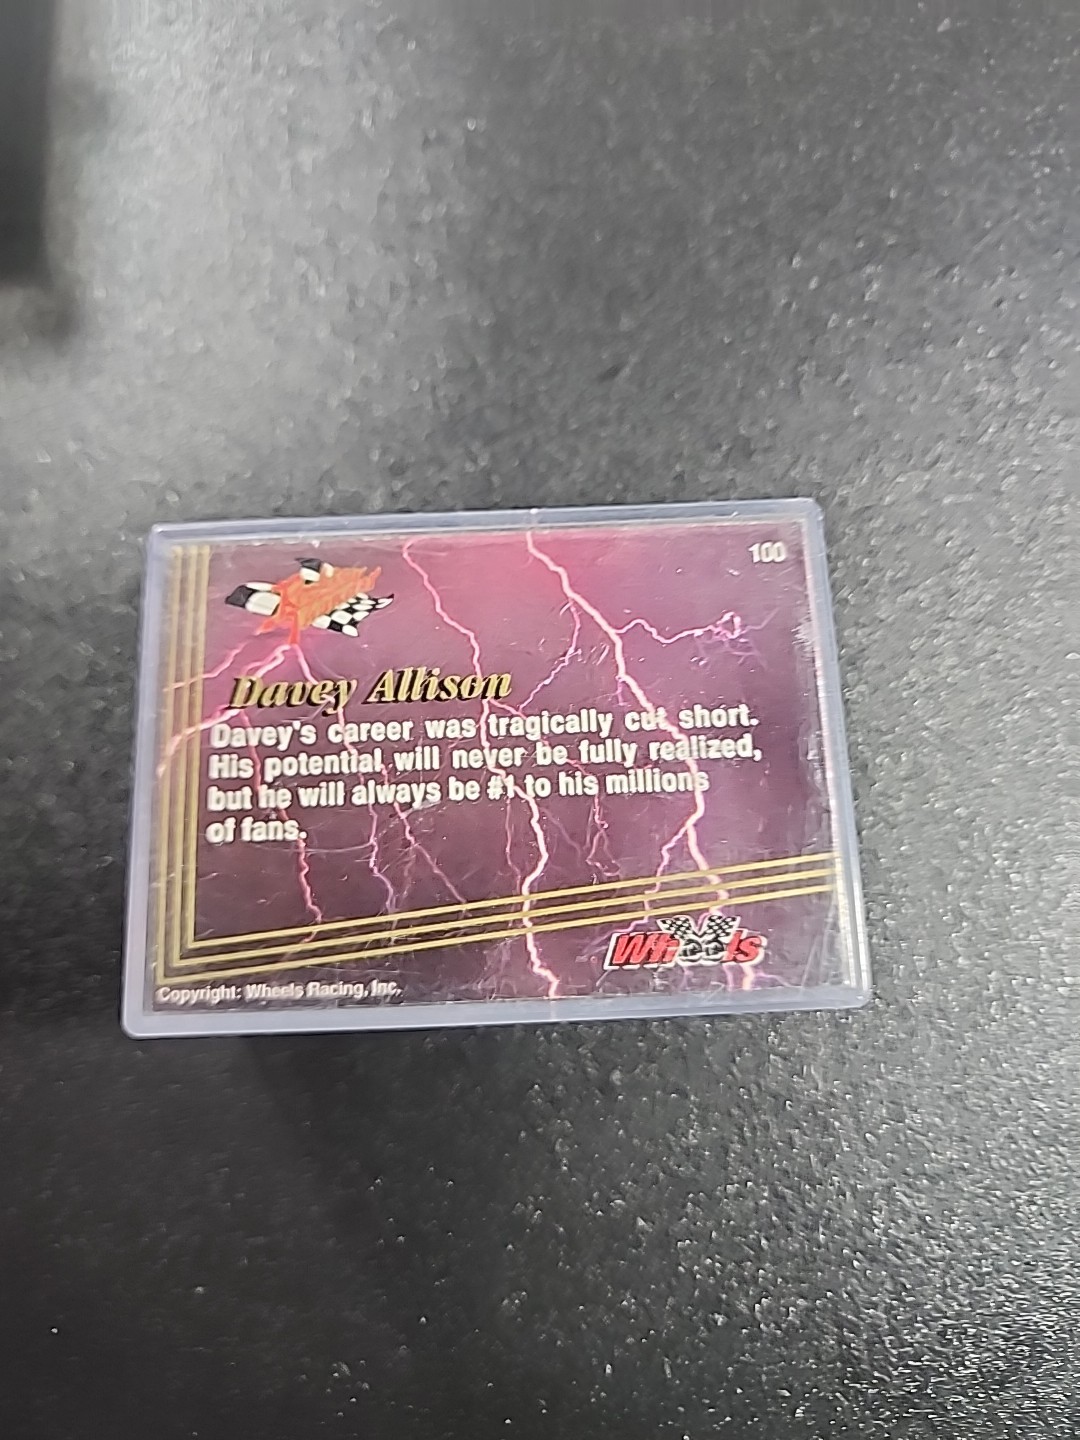 100
Davey Allison
Davey's career was tragically cut short.
His potential will never be fully realized,
but he will always be #1 to his millions
of fans.
Wheels
Copyright: Wheels Racing, Inc.